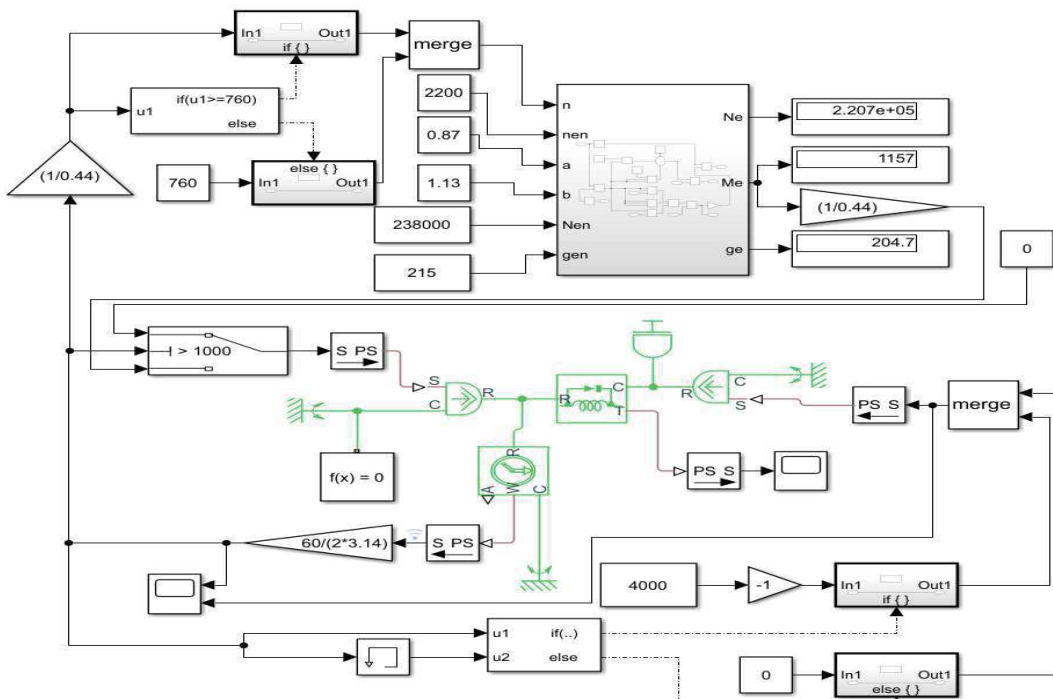 In1 Out1
if { }
merge
u1
if(u1>=760)
else
(1/0.44)
760
else { }
In1 Out1
2200
0.87
1.13
238000
215
n
nen
a
b
Nen
gen
Ne
Me
ge
2.207e+05
1157
(1/0.44)
204.7
0
> 1000
S PS
S
C
R
R
C
T
C
R
S
PS S
merge
f(x) = 0
R
A
W
C
PS S
60/(2*3.14)
S PS
4000
-1
In1 Out1
if { }
u1
u2
if(..)
else
0
In1 Out1
else { }